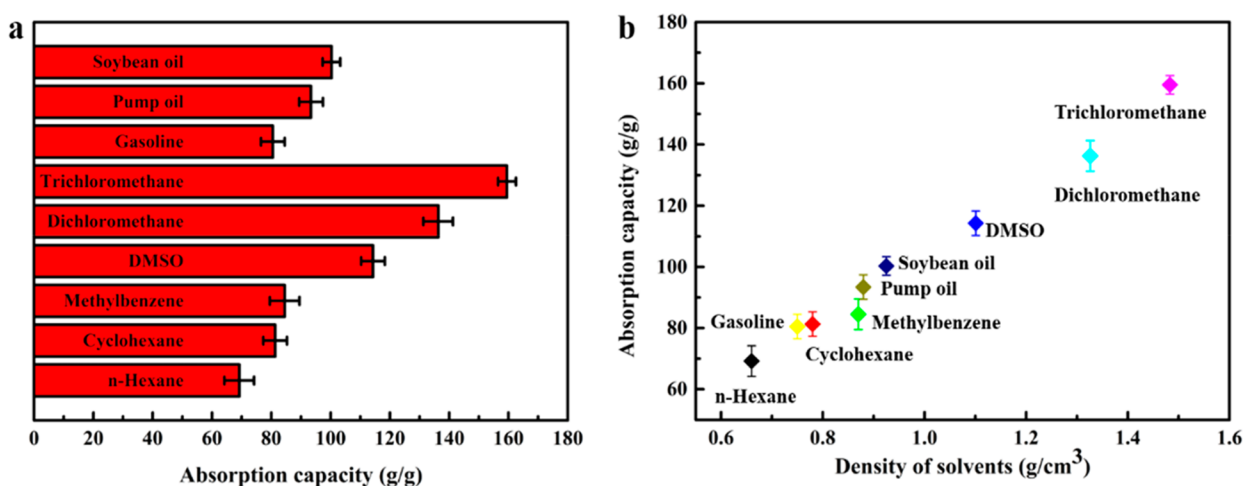 a
Soybean oil
Pump oil
Gasoline
Trichloromethane
Dichloromethane
DMSO
Methylbenzene
Cyclohexane
n-Hexane
0 20 40 60 80 100 120 140 160 180
Absorption capacity (g/g)
b
Absorption capacity (g/g)
180
160
140
120
100
80
60
Trichloromethane
Dichloromethane
DMSO
Soybean oil
Pump oil
Gasoline
Methylbenzene
Cyclohexane
n-Hexane
0.6 0.8 1.0 1.2 1.4 1.6
Density of solvents (g/cm³)